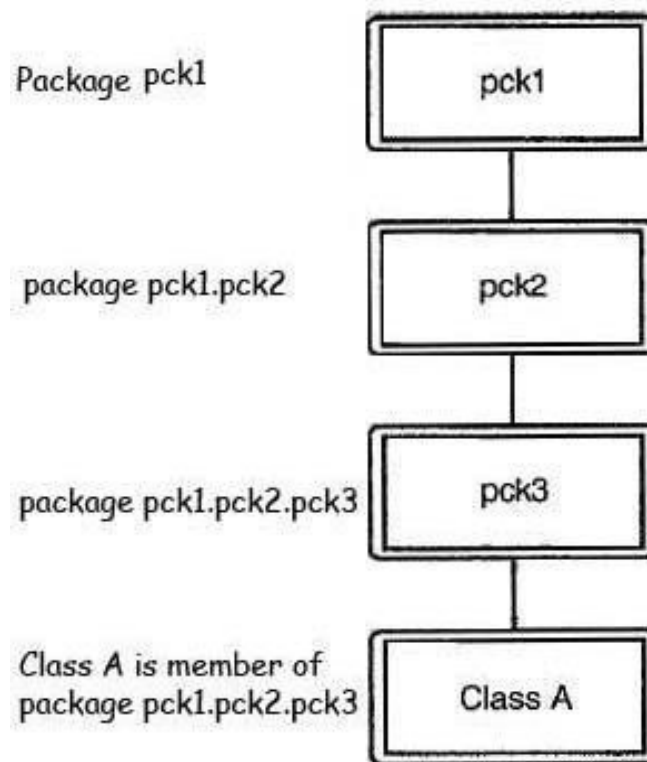 Package pck1
pck1
package pck1.pck2
pck2
package pck1.pck2.pck3
pck3
Class A is member of
package pck1.pck2.pck3
Class A